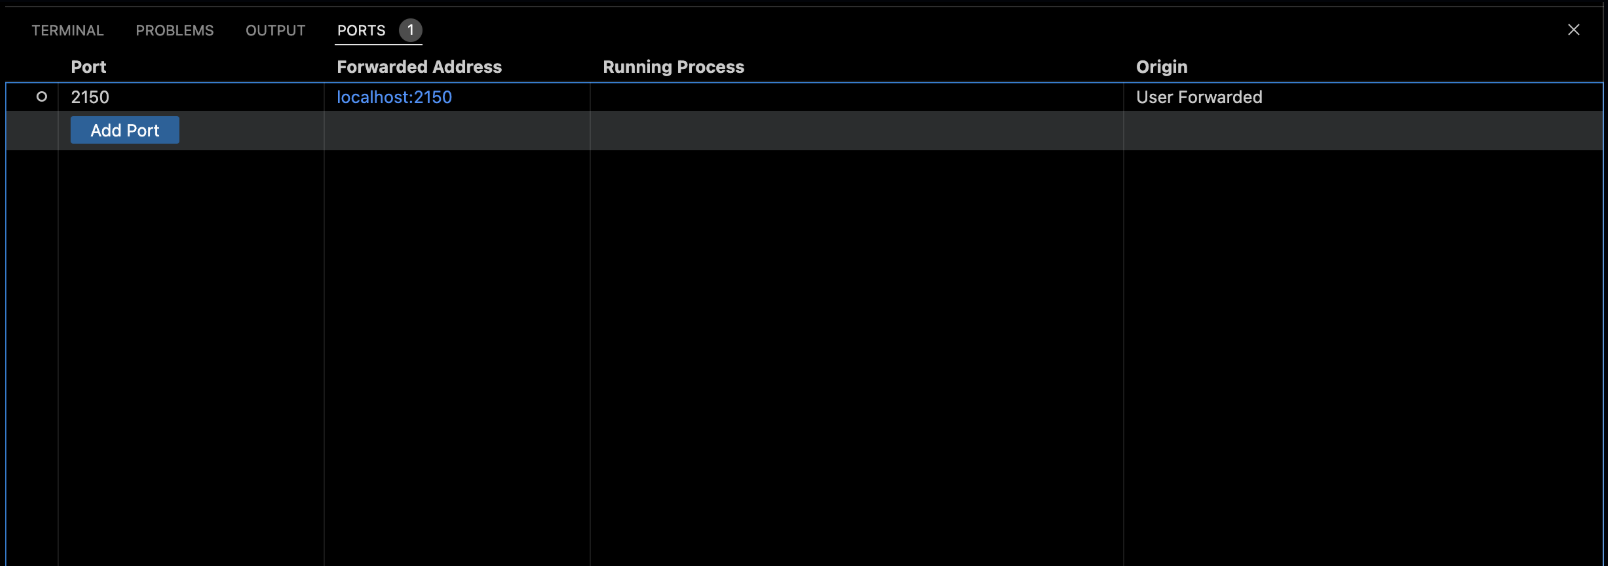 TERMINAL PROBLEMS OUTPUT PORTS 1
Port Forwarded Address Running Process Origin
2150 localhost:2150 User Forwarded
Add Port